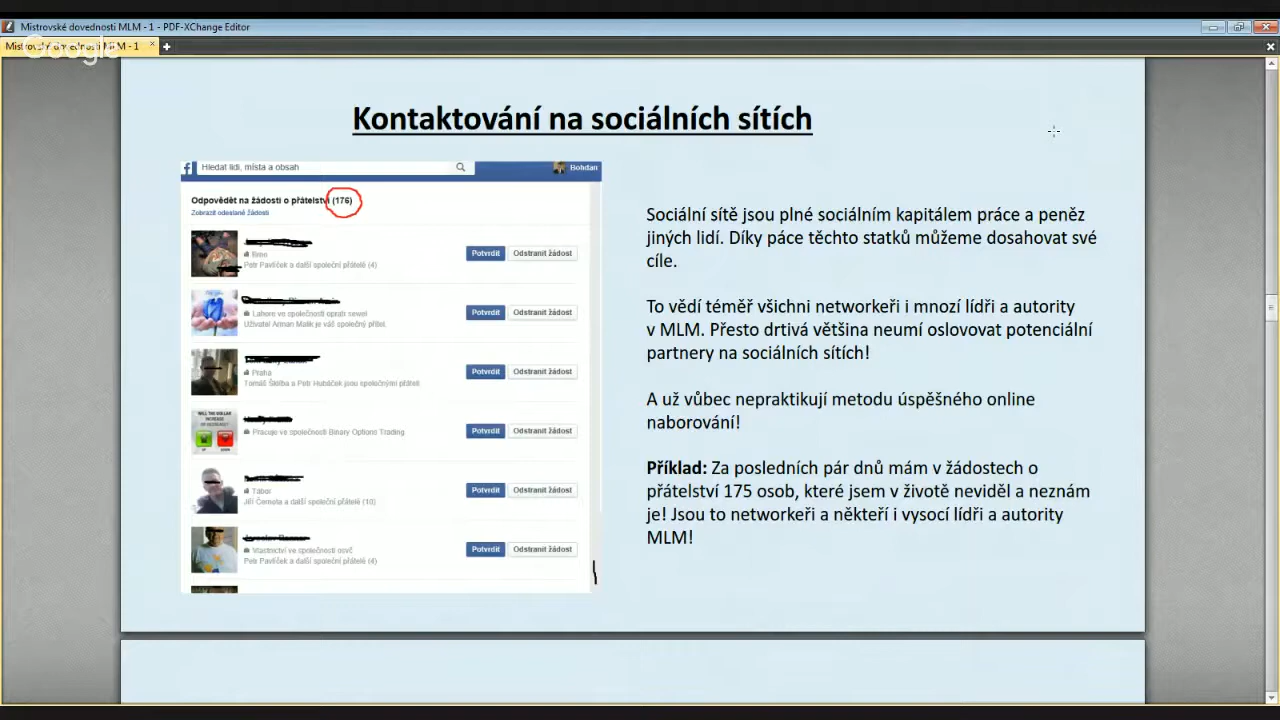 Mistrovské dovednosti MLM - 1 - PDF-XChange Editor
Mistrovské dovednosti MLM - 1
Google
Kontaktování na sociálních sítích
Hledat lidi, místa a obsah
Bohdan
Odpovědět na žádosti o přátelství (176)
Zobrazit odeslané žádosti
Brno
Petr Pavlíček a další společní přátelé (4)
Potvrdit
Odstranit žádost
Lahore ve společnosti
Uživatel Arman Malik je váš společný přítel.
Potvrdit
Odstranit žádost
Praha
Tomáš Štělba a Petr Hubáček jsou společnými přáteli
Potvrdit
Odstranit žádost
Pracuje ve společnosti Binary Options Trading
Potvrdit
Odstranit žádost
Tábor
Jiří Černota a další společní přátelé (10)
Potvrdit
Odstranit žádost
Vlastnictví ve společnosti osvč
Petr Pavlíček a další společní přátelé (4)
Potvrdit
Odstranit žádost
Sociální sítě jsou plné sociálním kapitálem práce a peněz
jiných lidí. Díky páce těchto statků můžeme dosahovat své
cíle.
To vědí téměř všichni networkeři i mnozí lídři a autority
v MLM. Přesto drtivá většina neumí oslovovat potenciální
partnery na sociálních sítích!
A už vůbec nepraktikují metodu úspěšného online
naborování!
Příklad: Za posledních pár dnů mám v žádostech o
přátelství 175 osob, které jsem v životě neviděl a neznám
je! Jsou to networkeři a někteří i vysocí lídři a autority
MLM!